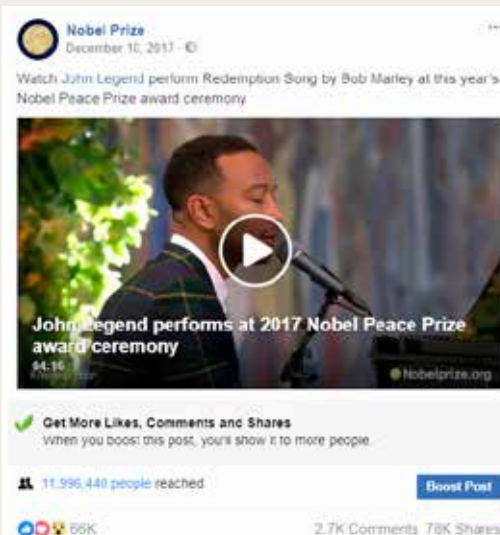 Nobel Prize
December 10, 2017
Watch John Legend perform Redemption Song by Bob Marley at this year's
Nobel Peace Prize award ceremony
John Legend performs at 2017 Nobel Peace Prize
award ceremony
04:16
Nobelprize.org
Get More Likes, Comments and Shares
When you boost this post, you'll show it to more people.
11,996,440 people reached
Boost Post
66K
2.7K Comments 78K Shares